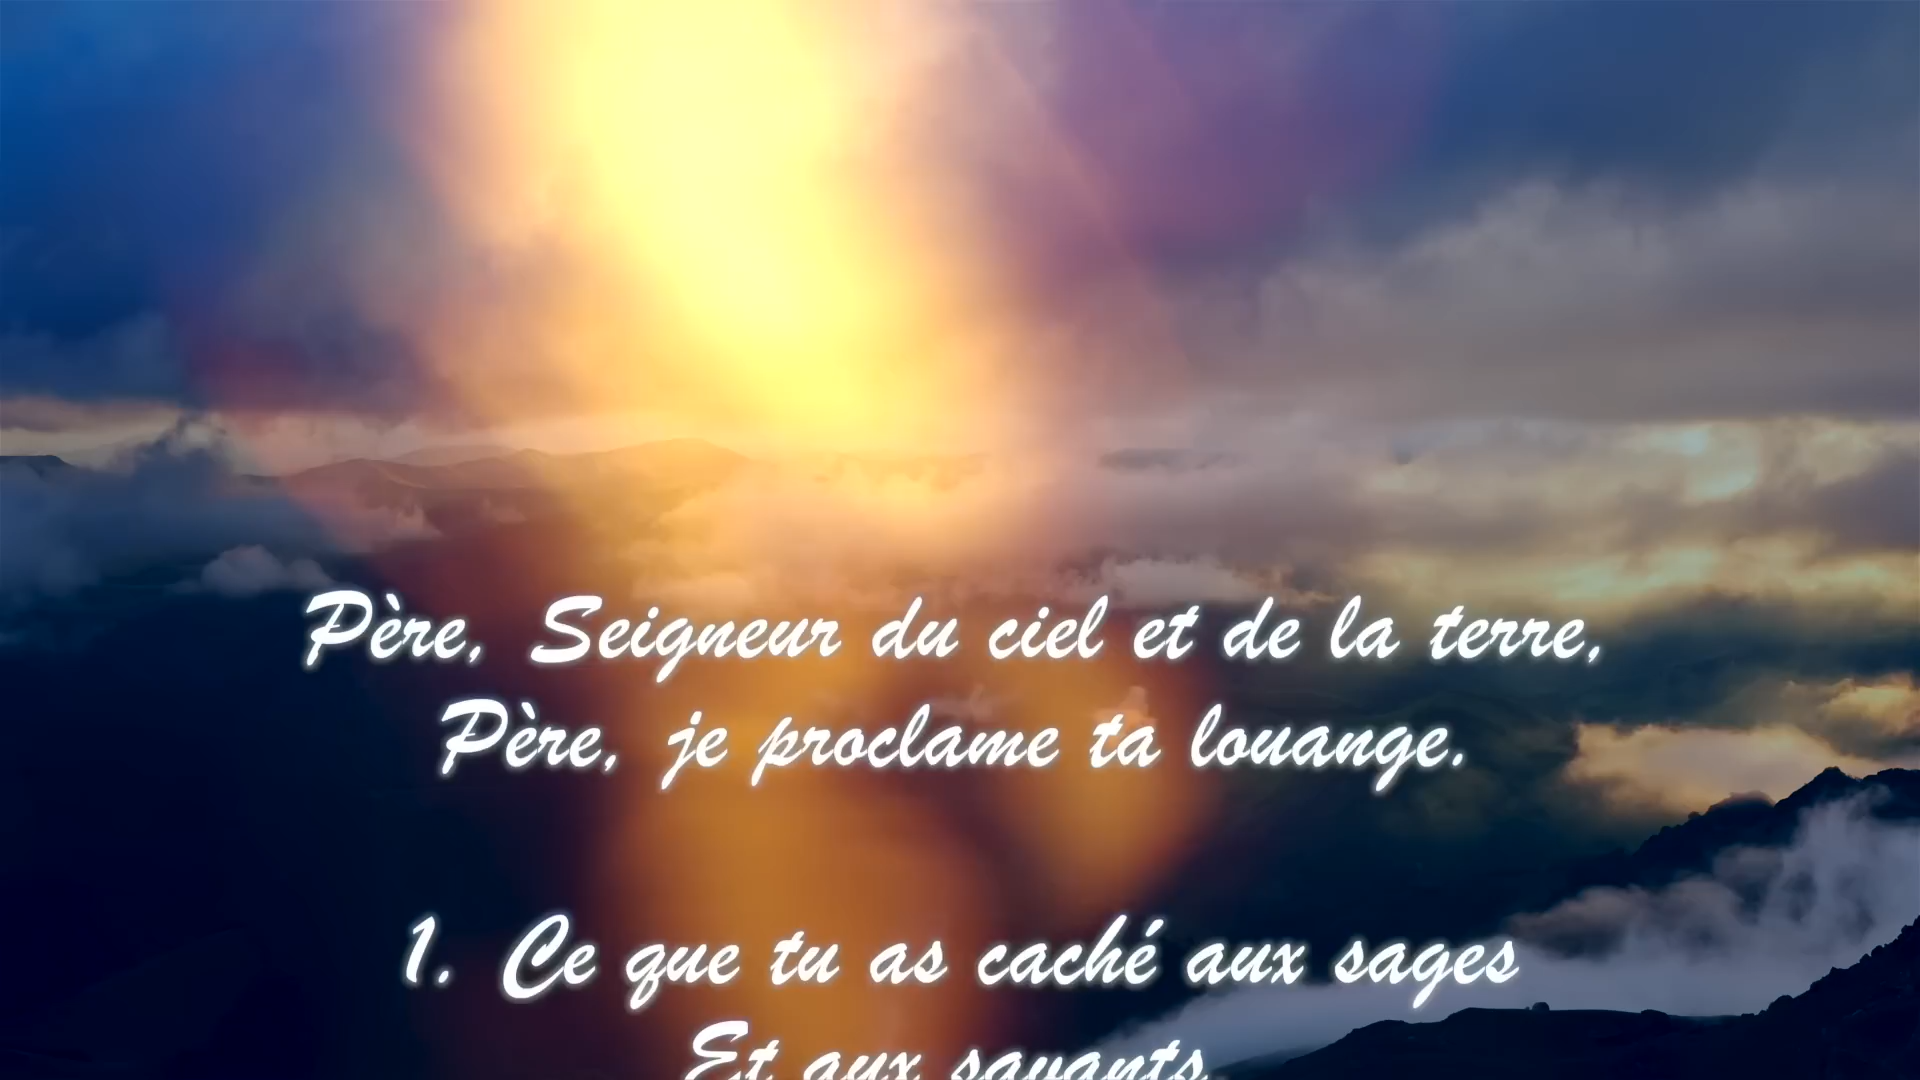 Père, Seigneur du ciel et de la terre,
Père, je proclame ta louange.
1. Ce que tu as caché aux sages
Et aux savants,